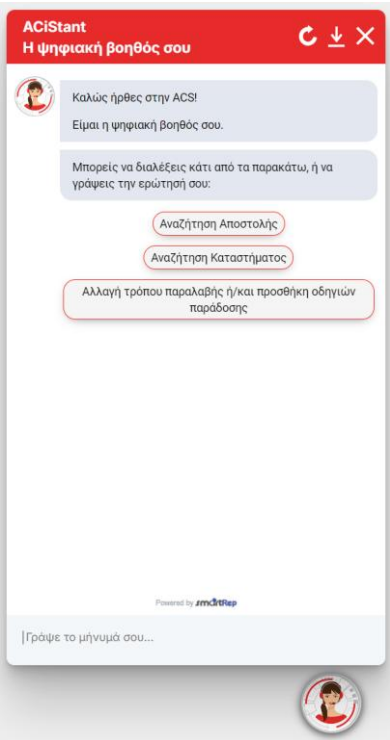 ACiStant
Η ψηφιακή βοηθός σου
Καλώς ήρθες στην ACS!
Είμαι η ψηφιακή βοηθός σου.
Μπορείς να διαλέξεις κάτι από τα παρακάτω, ή να
γράψεις την ερώτησή σου:
Αναζήτηση Αποστολής
Αναζήτηση Καταστήματος
Αλλαγή τρόπου παραλαβής ή/και προσθήκη οδηγιών
παράδοσης
Powered by smartRep
Γράψε το μήνυμά σου...